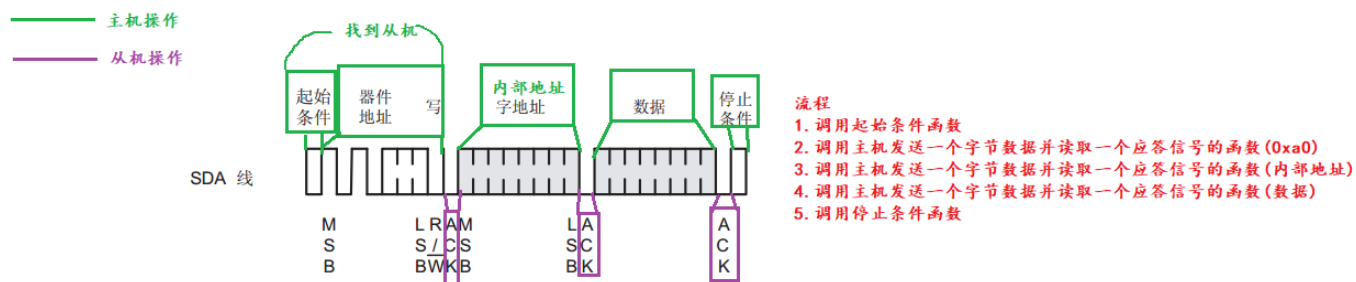 主机操作
从机操作
找到从机
起始
条件
器件
地址
写
内部地址
字地址
数据
停止
条件
SDA 线
M
S
B
L R A M
S / C S
B W K B
L A
S C
B K
A
C
K
流程
1.调用起始条件函数
2.调用主机发送一个字节数据并读取一个应答信号的函数(0xa0)
3.调用主机发送一个字节数据并读取一个应答信号的函数(内部地址)
4.调用主机发送一个字节数据并读取一个应答信号的函数(数据)
5.调用停止条件函数